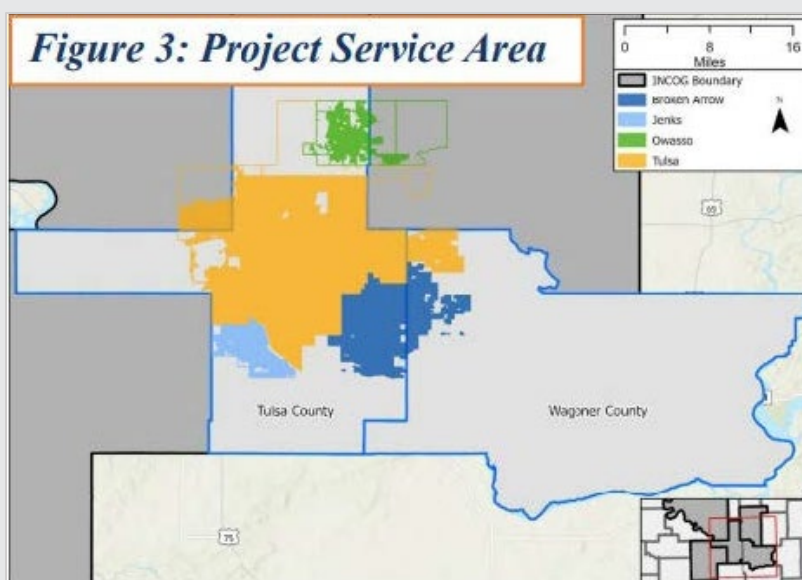 Figure 3: Project Service Area
0 8 16
Miles
INCOG Boundary
Broken Arrow
Jenks
Owasso
Tulsa
N
69
Tulsa County
Wagoner County
75